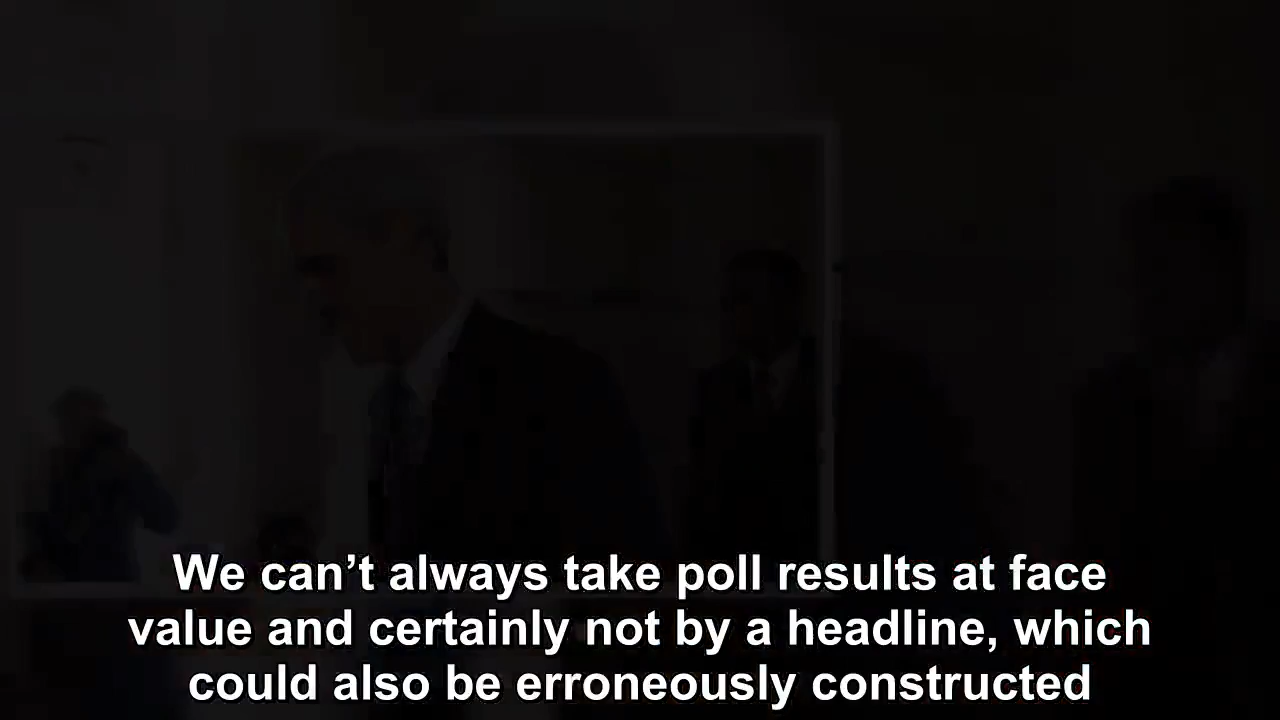 We can’t always take poll results at face
value and certainly not by a headline, which
could also be erroneously constructed